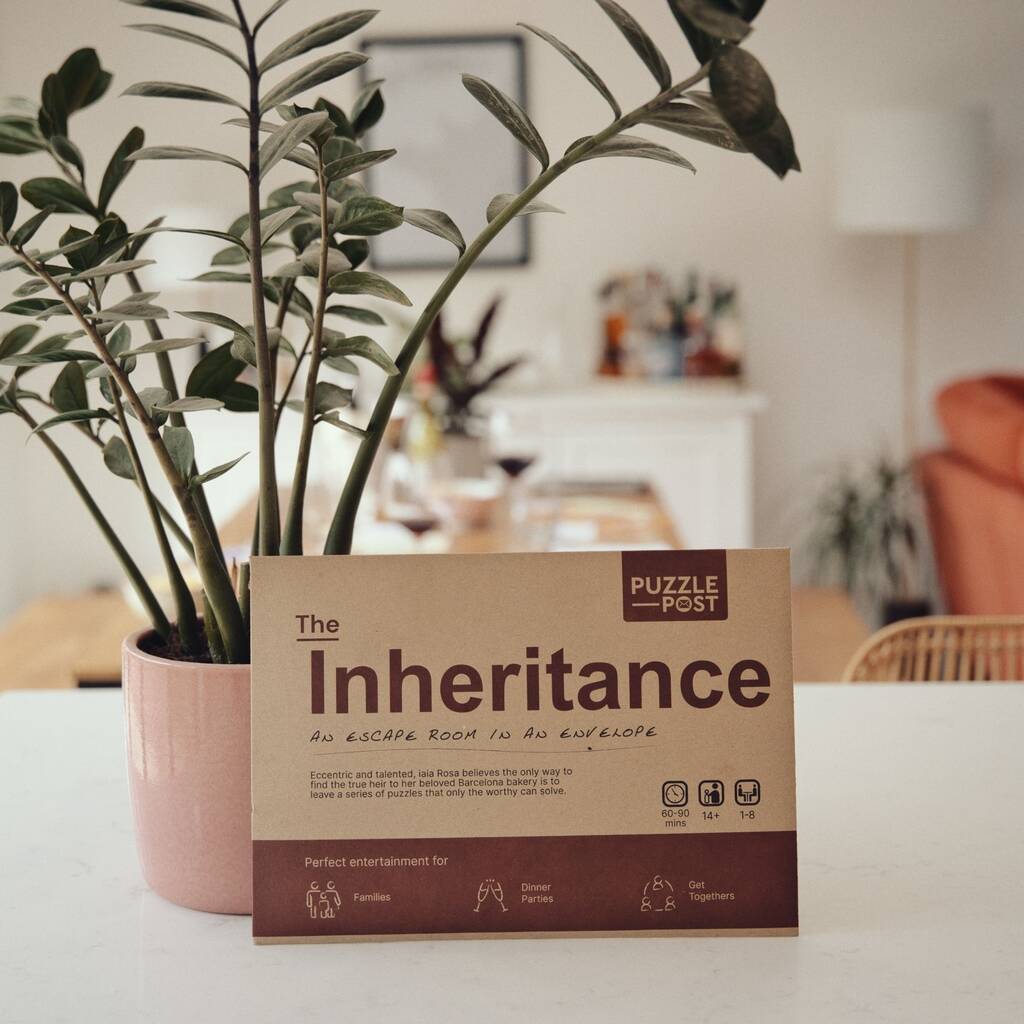 PUZZLE
POST
The
Inheritance
AN ESCAPE ROOM IN AN ENVELOPE
Eccentric and talented, iaia Rosa believes the only way to
find the true heir to her beloved Barcelona bakery is to
leave a series of puzzles that only the worthy can solve.
60-90
mins
14+
1-8
Perfect entertainment for
Families
Dinner
Parties
Get
Togethers